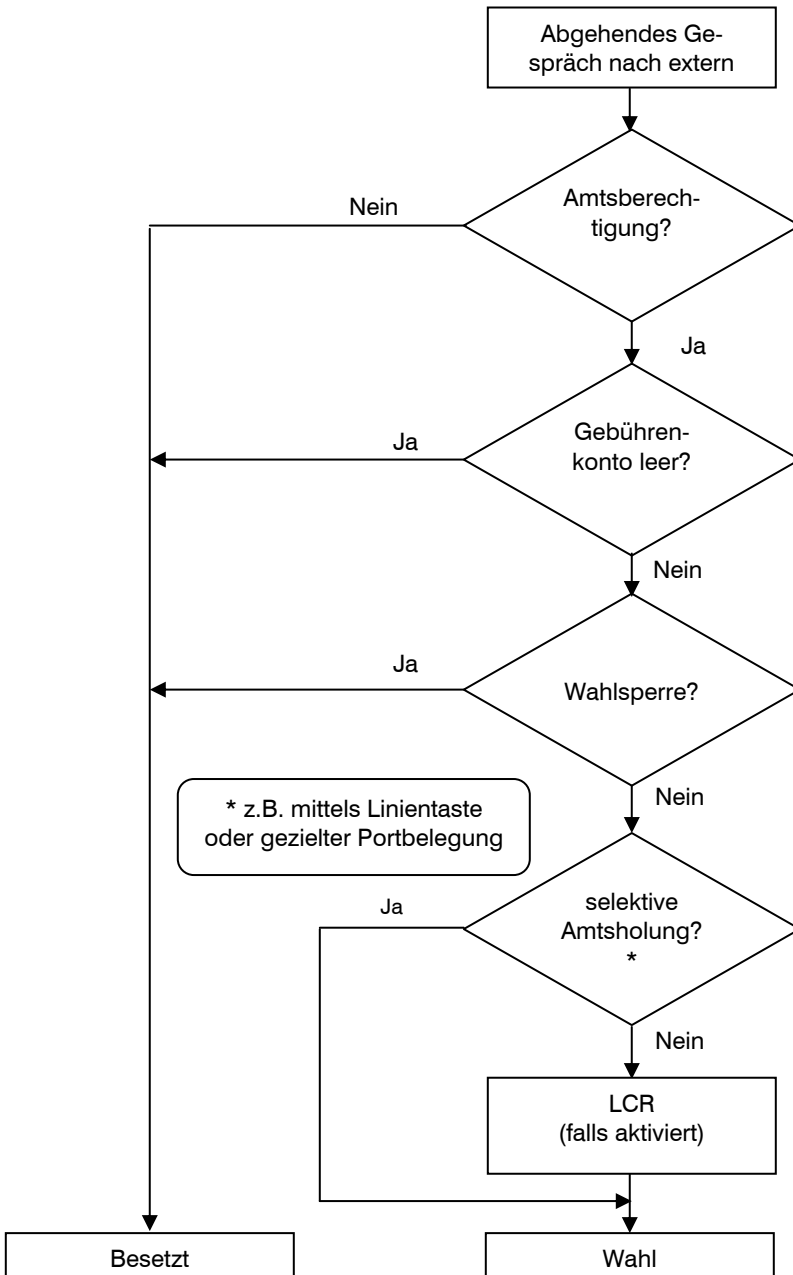 Abgehendes Ge-
spräch nach extern
Nein
Amtsberech-
tigung?
Ja
Ja
Gebühren-
konto leer?
Nein
Ja
Wahlsperre?
Nein
* z.B. mittels Linientaste
oder gezielter Portbelegung
Ja
selektive
Amtsholung?
*
Nein
LCR
(falls aktiviert)
Besetzt
Wahl